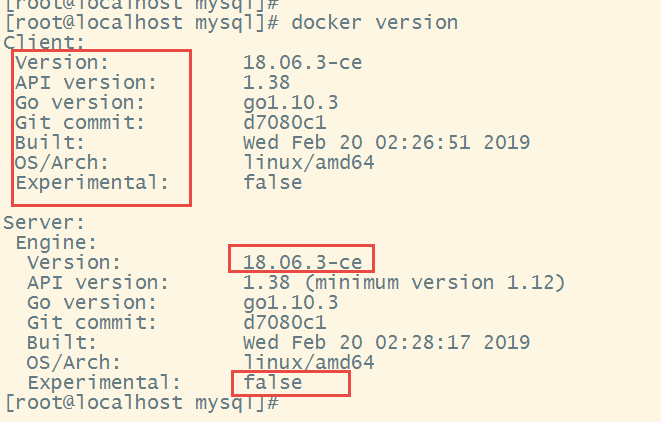 [root@localhost mysql]#
[root@localhost mysql]# docker version
Client:
Version: 18.06.3-ce
API version: 1.38
Go version: go1.10.3
Git commit: d7080c1
Built: Wed Feb 20 02:26:51 2019
OS/Arch: linux/amd64
Experimental: false
Server:
Engine:
Version: 18.06.3-ce
API version: 1.38 (minimum version 1.12)
Go version: go1.10.3
Git commit: d7080c1
Built: Wed Feb 20 02:28:17 2019
OS/Arch: linux/amd64
Experimental: false
[root@localhost mysql]#